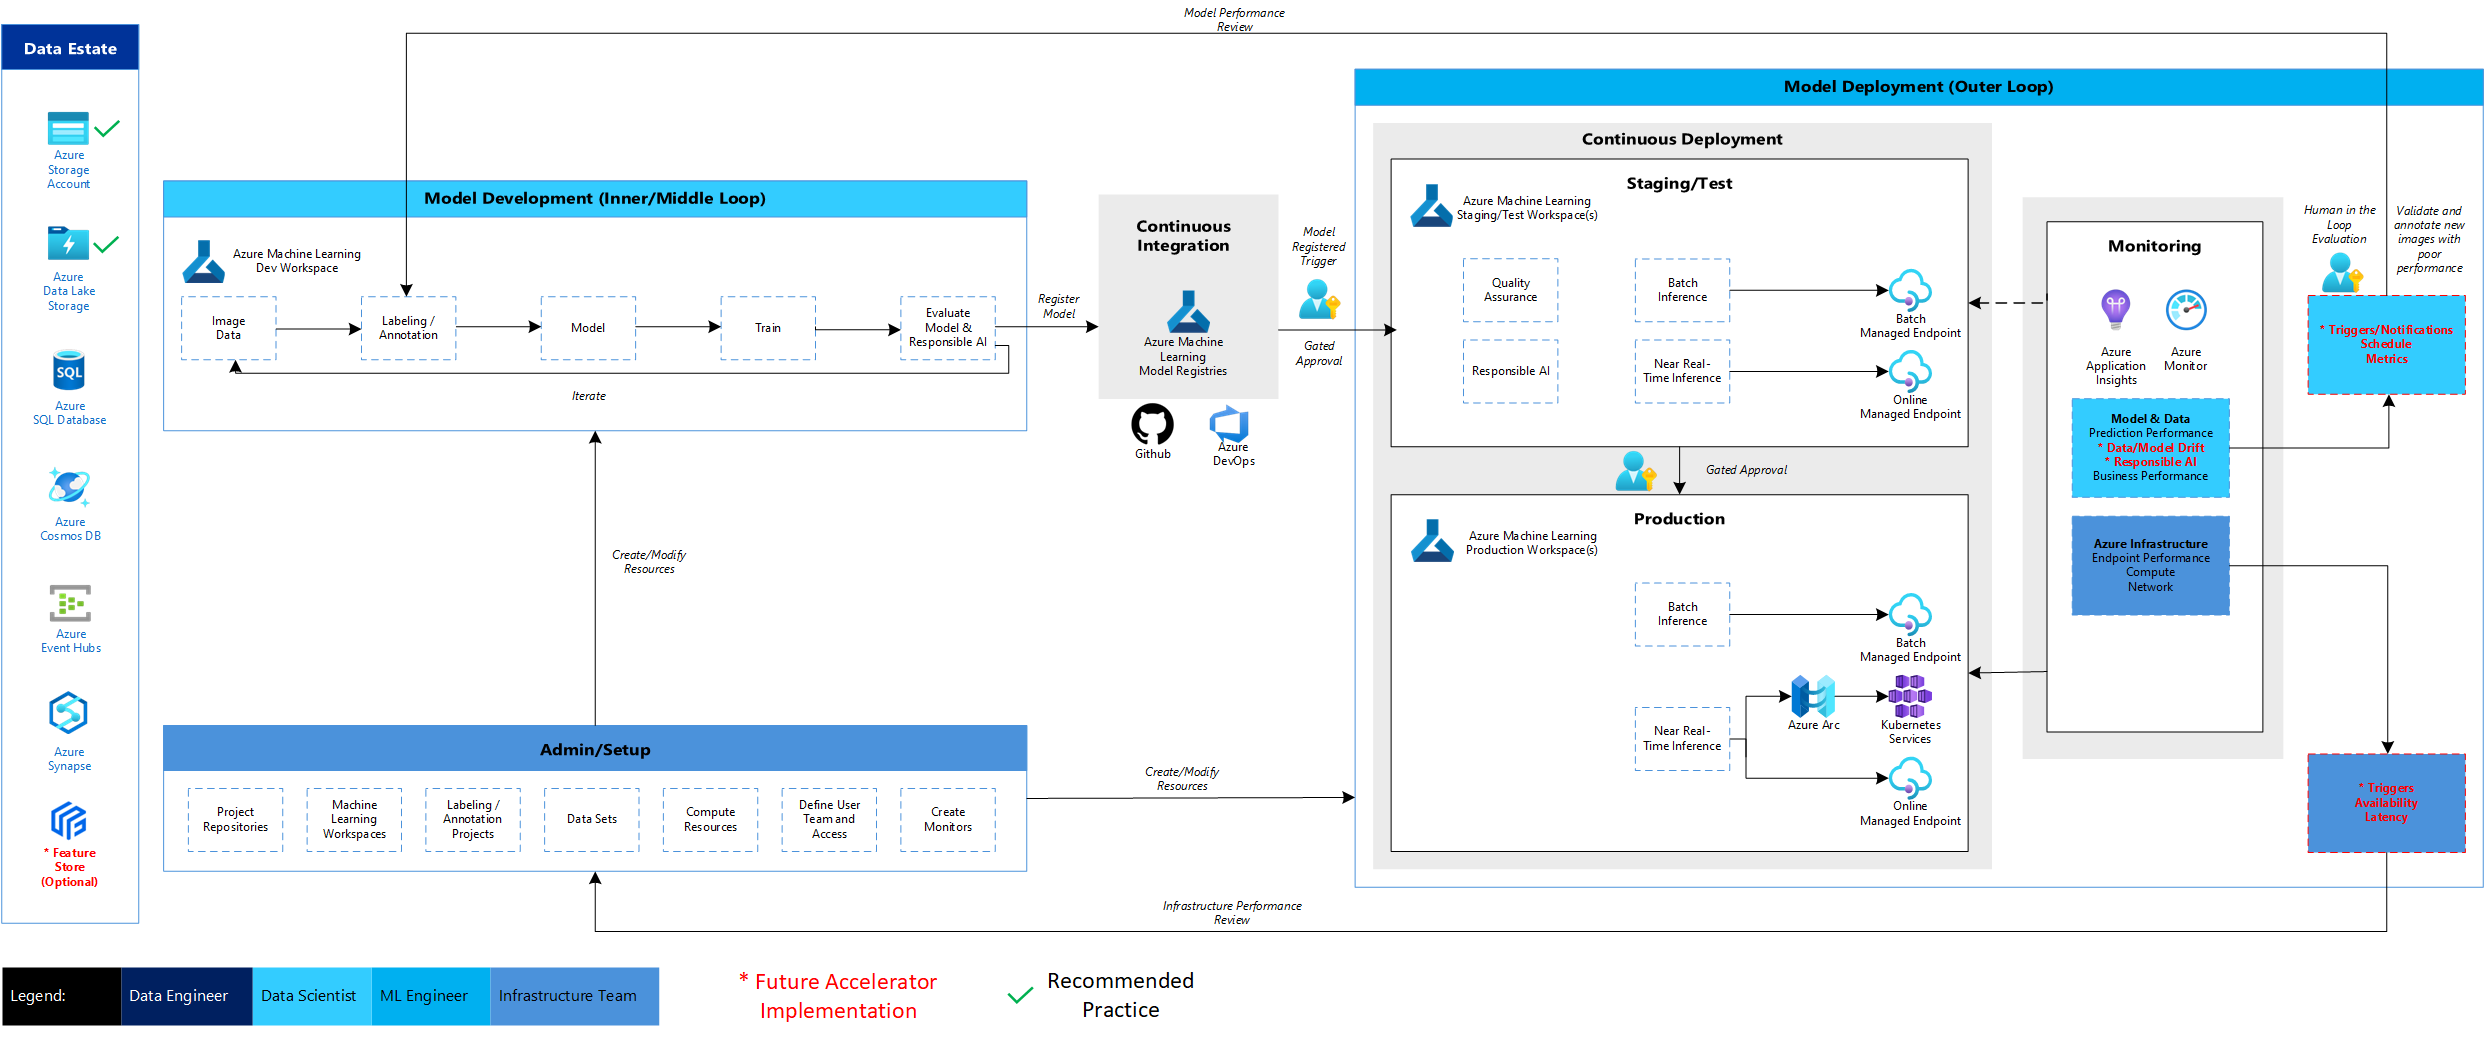 Model Performance
Review
Data Estate
Azure
Storage
Account
Azure
Data Lake
Storage
Azure
SQL Database
Azure
Cosmos DB
Azure
Event Hubs
Azure
Synapse
* Feature
Store
(Optional)
Model Development (Inner/Middle Loop)
Azure Machine Learning
Dev Workspace
Image
Data
Labeling /
Annotation
Model
Train
Evaluate
Model &
Responsible AI
Iterate
Register
Model
Continuous
Integration
Azure Machine
Learning
Model Registries
Github
Azure
DevOps
Model
Registered
Trigger
Gated
Approval
Create/Modify
Resources
Admin/Setup
Project
Repositories
Machine
Learning
Workspaces
Labeling /
Annotation
Projects
Data Sets
Compute
Resources
Define User
Team and
Access
Create
Monitors
Create/Modify
Resources
Infrastructure Performance
Review
Model Deployment (Outer Loop)
Continuous Deployment
Staging/Test
Azure Machine Learning
Staging/Test Workspace(s)
Quality
Assurance
Responsible AI
Batch
Inference
Near Real-
Time Inference
Batch
Managed Endpoint
Online
Managed Endpoint
Gated Approval
Production
Azure Machine Learning
Production Workspace(s)
Batch
Inference
Batch
Managed Endpoint
Near Real-
Time Inference
Azure Arc
Kubernetes
Services
Online
Managed Endpoint
Monitoring
Azure
Application
Insights
Azure
Monitor
Model & Data
Prediction Performance
* Data/Model Drift
* Responsible AI
Business Performance
Azure Infrastructure
Endpoint Performance
Compute
Network
Human in the
Loop
Evaluation
Validate and
annotate new
images with
poor
performance
* Triggers/Notifications
Schedule
Metrics
* Triggers
Availability
Latency
Legend:
Data Engineer
Data Scientist
ML Engineer
Infrastructure Team
* Future Accelerator
Implementation
Recommended
Practice